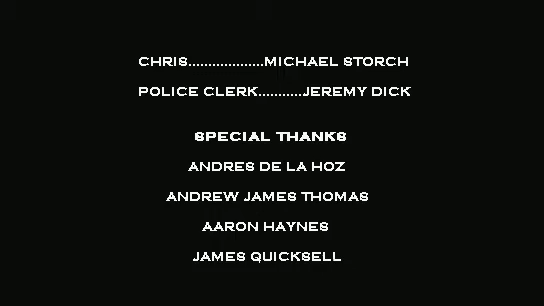 CHRIS...................MICHAEL STORCH
POLICE CLERK...........JEREMY DICK
SPECIAL THANKS
ANDRES DE LA HOZ
ANDREW JAMES THOMAS
AARON HAYNES
JAMES QUICKSELL